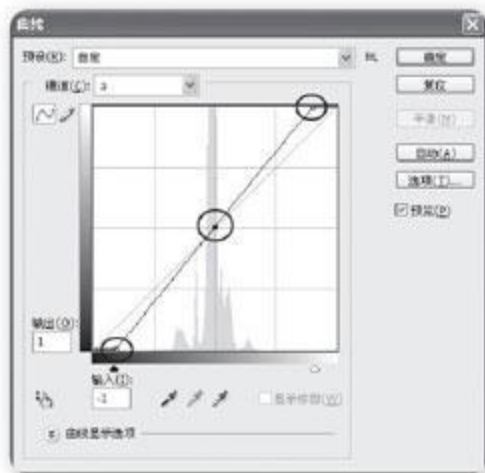 曲线
预设(R): 自定
确定
通道(C): a
复位
平滑(M)
自动(A)
选项(T)...
预览(P)
输出(O):
1
输入(I):
-1
显示修剪(W)
曲线显示选项